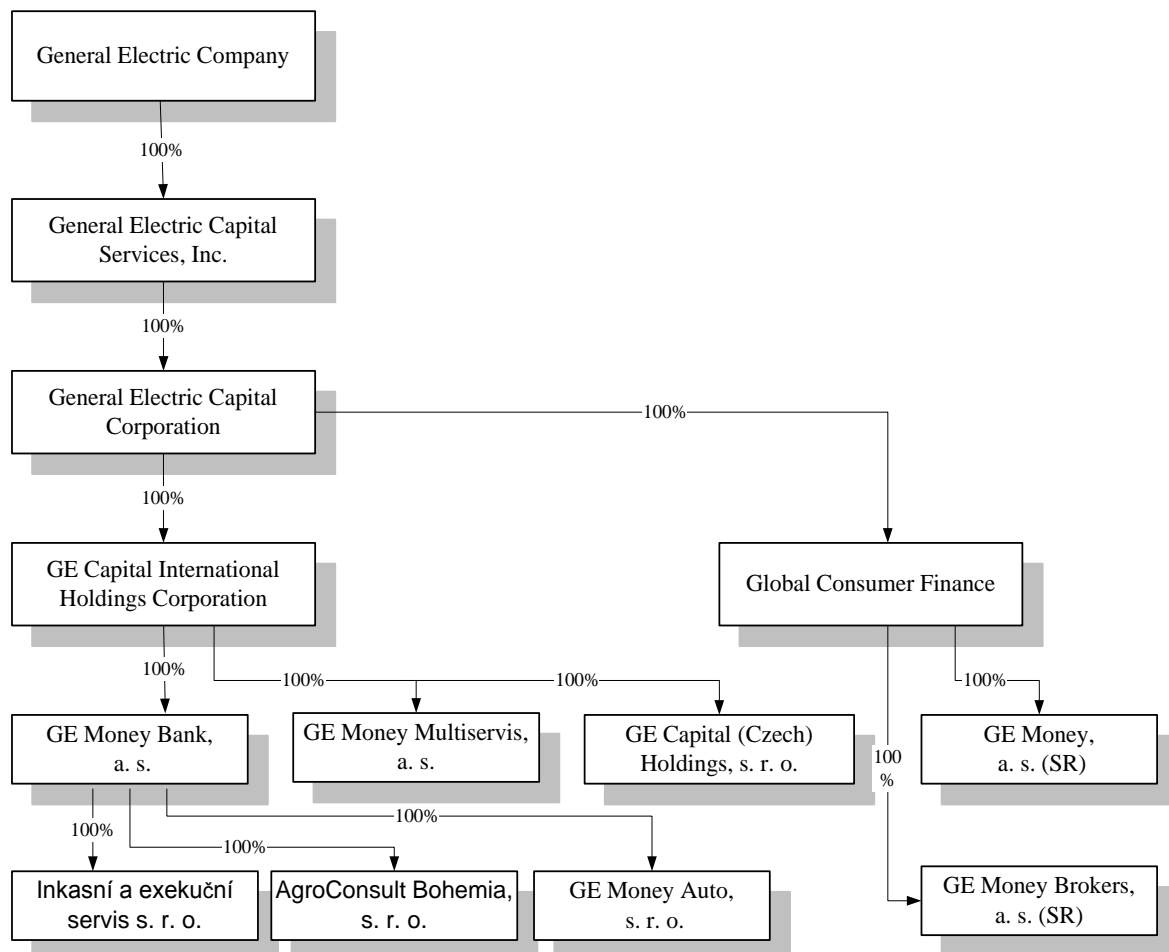 General Electric Company
100%
General Electric Capital
Services, Inc.
100%
General Electric Capital
Corporation
100%
100%
GE Capital International
Holdings Corporation
Global Consumer Finance
100%
100%
100%
100%
100
%
GE Money Bank,
a. s.
GE Money Multiservis,
a. s.
GE Capital (Czech)
Holdings, s. r. o.
GE Money,
a. s. (SR)
100%
100%
100%
Inkasní a exekuční
servis s. r. o.
AgroConsult Bohemia,
s. r. o.
GE Money Auto,
s. r. o.
GE Money Brokers,
a. s. (SR)